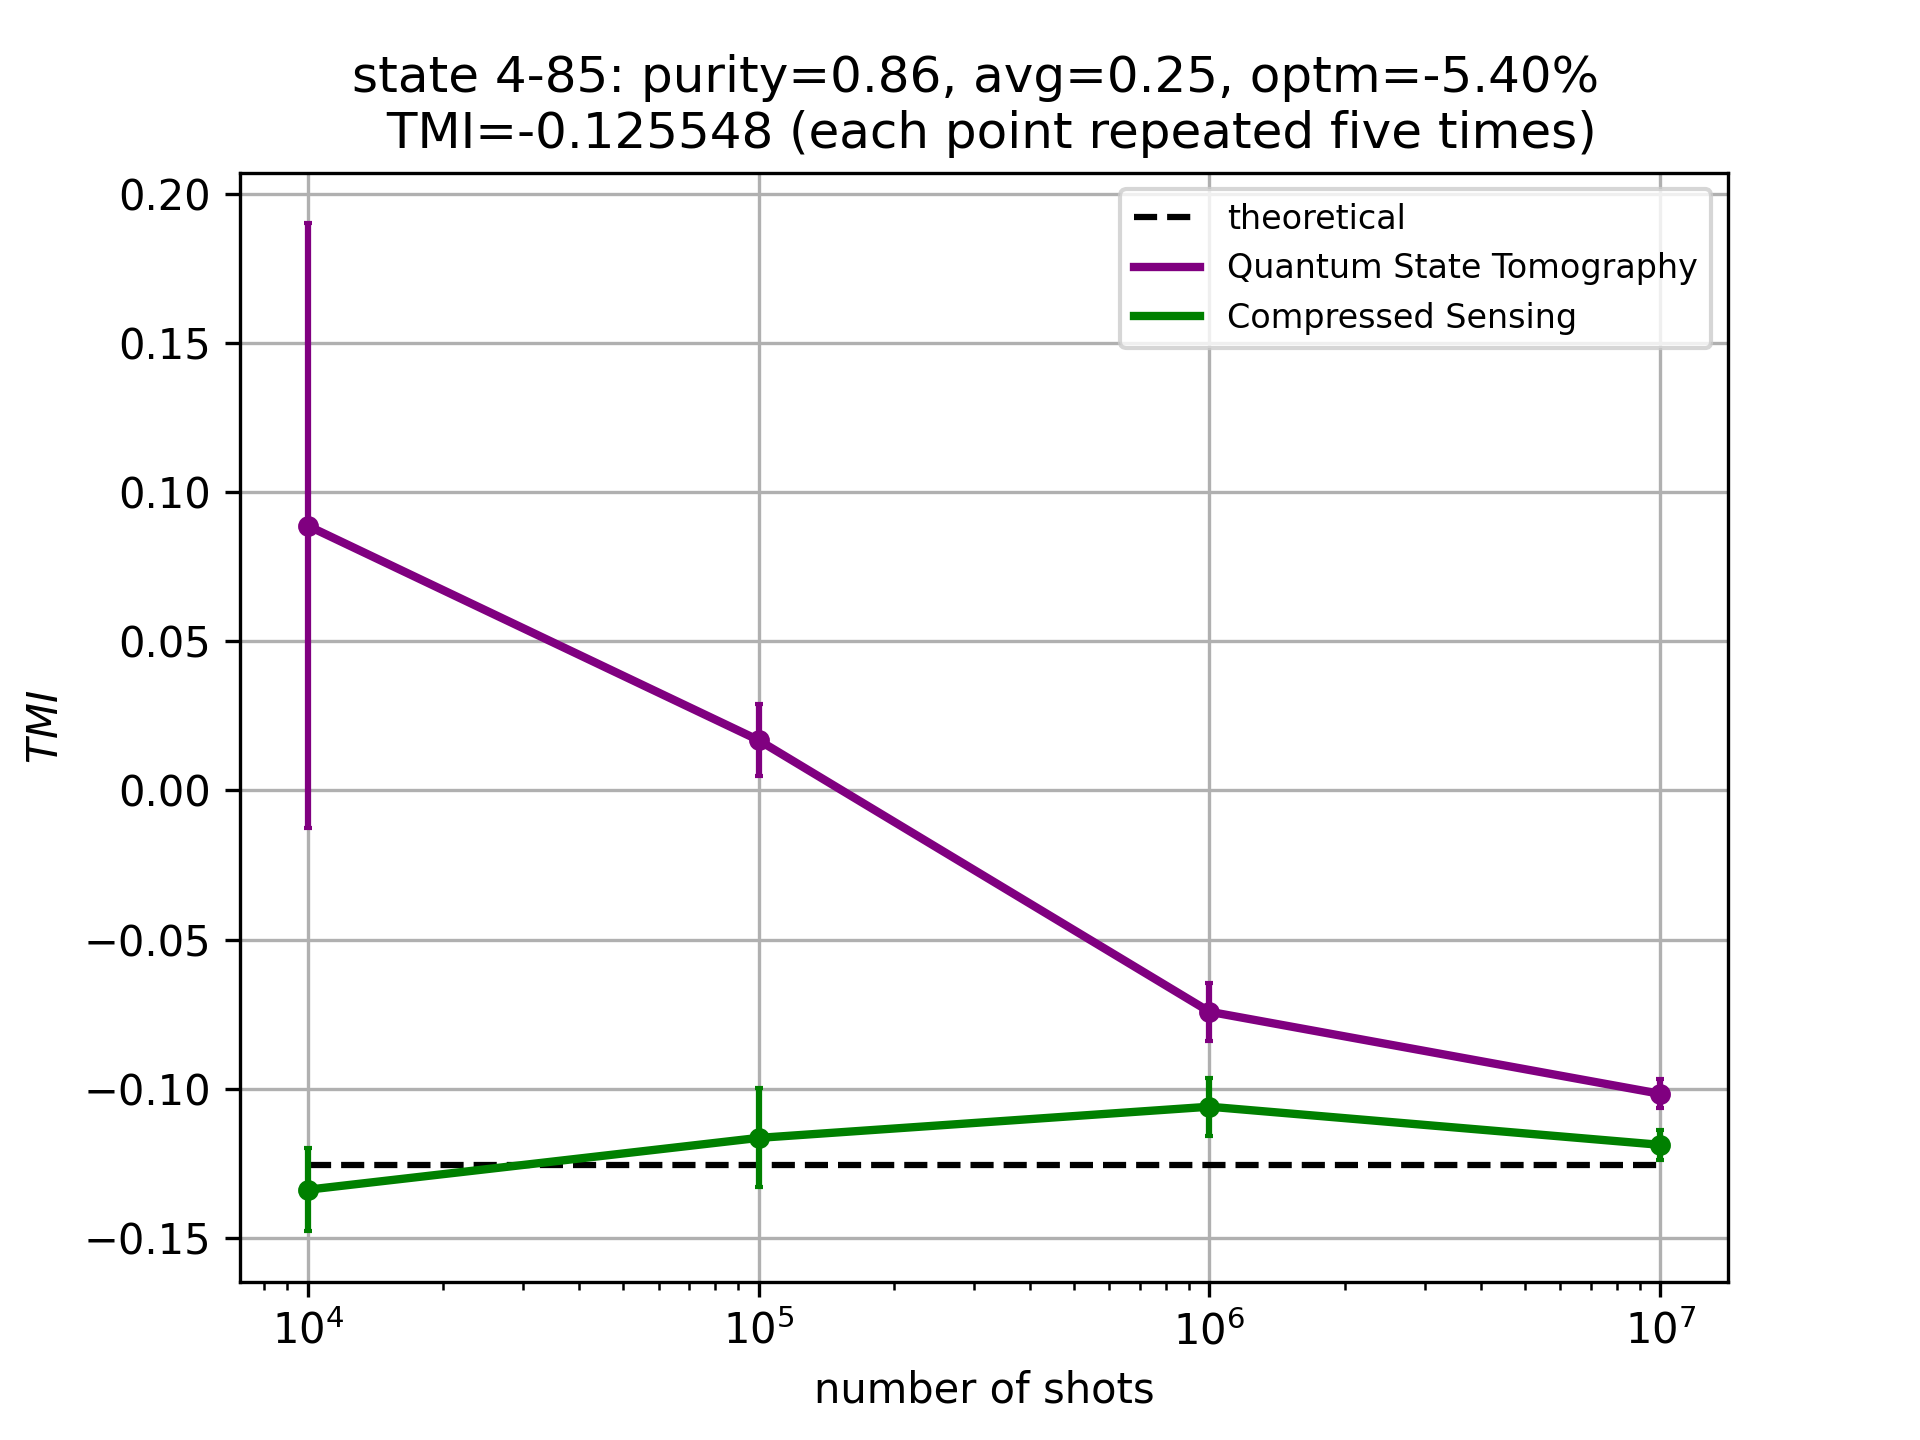 state 4-85: purity=0.86, avg=0.25, optm=-5.40%
TMI=-0.125548 (each point repeated five times)
0.20
0.15
0.10
0.05
0.00
−0.05
−0.10
−0.15
TMI
theoretical
Quantum State Tomography
Compressed Sensing
10⁴ 10⁵ 10⁶ 10⁷
number of shots